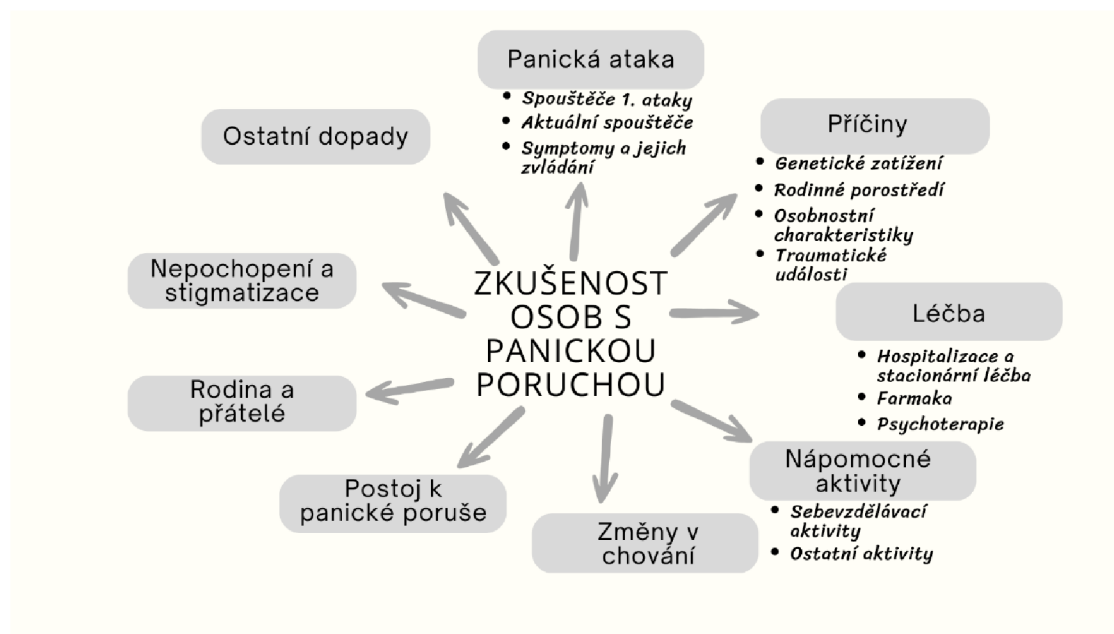 Panická ataka
• Spouštěče 1. ataky
• Aktuální spouštěče
• Symptomy a jejich
zvládání
Příčiny
• Genetické zatížení
• Rodinné porostředí
• Osobnostní
charakteristiky
• Traumatické
události
Léčba
• Hospitalizace a
stacionární léčba
• Farmaka
• Psychoterapie
Nápomocné
aktivity
• Sebevzdělávací
aktivity
• Ostatní aktivity
Změny v
chování
Postoj k
panické poruše
Rodina a
přátelé
Nepochopení a
stigmatizace
Ostatní dopady
ZKUŠENOST
OSOB S
PANICKOU
PORUCHOU